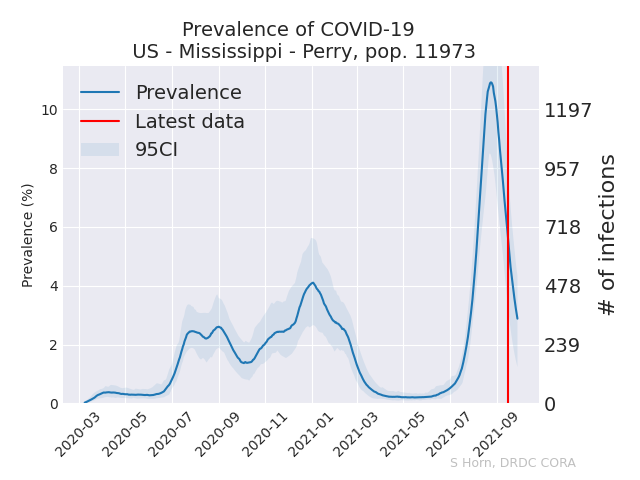 Prevalence of COVID-19
US - Mississippi - Perry, pop. 11973
Prevalence
Latest data
95CI
Prevalence (%)
10
8
6
4
2
0
1197
957
718
478
239
0
# of infections
2020-03
2020-05
2020-07
2020-09
2020-11
2021-01
2021-03
2021-05
2021-07
2021-09
S Horn, DRDC CORA